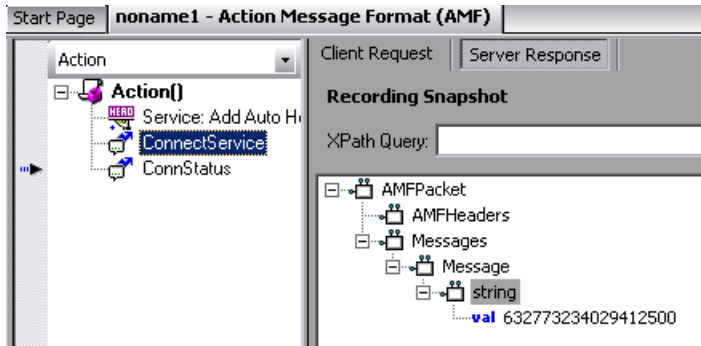 Start Page
noname1 - Action Message Format (AMF)
Action
Action()
HERO
Service: Add Auto H
ConnectService
ConnStatus
Client Request
Server Response
Recording Snapshot
XPath Query:
AMFPacket
AMFHeaders
Messages
Message
string
val 632773234029412500